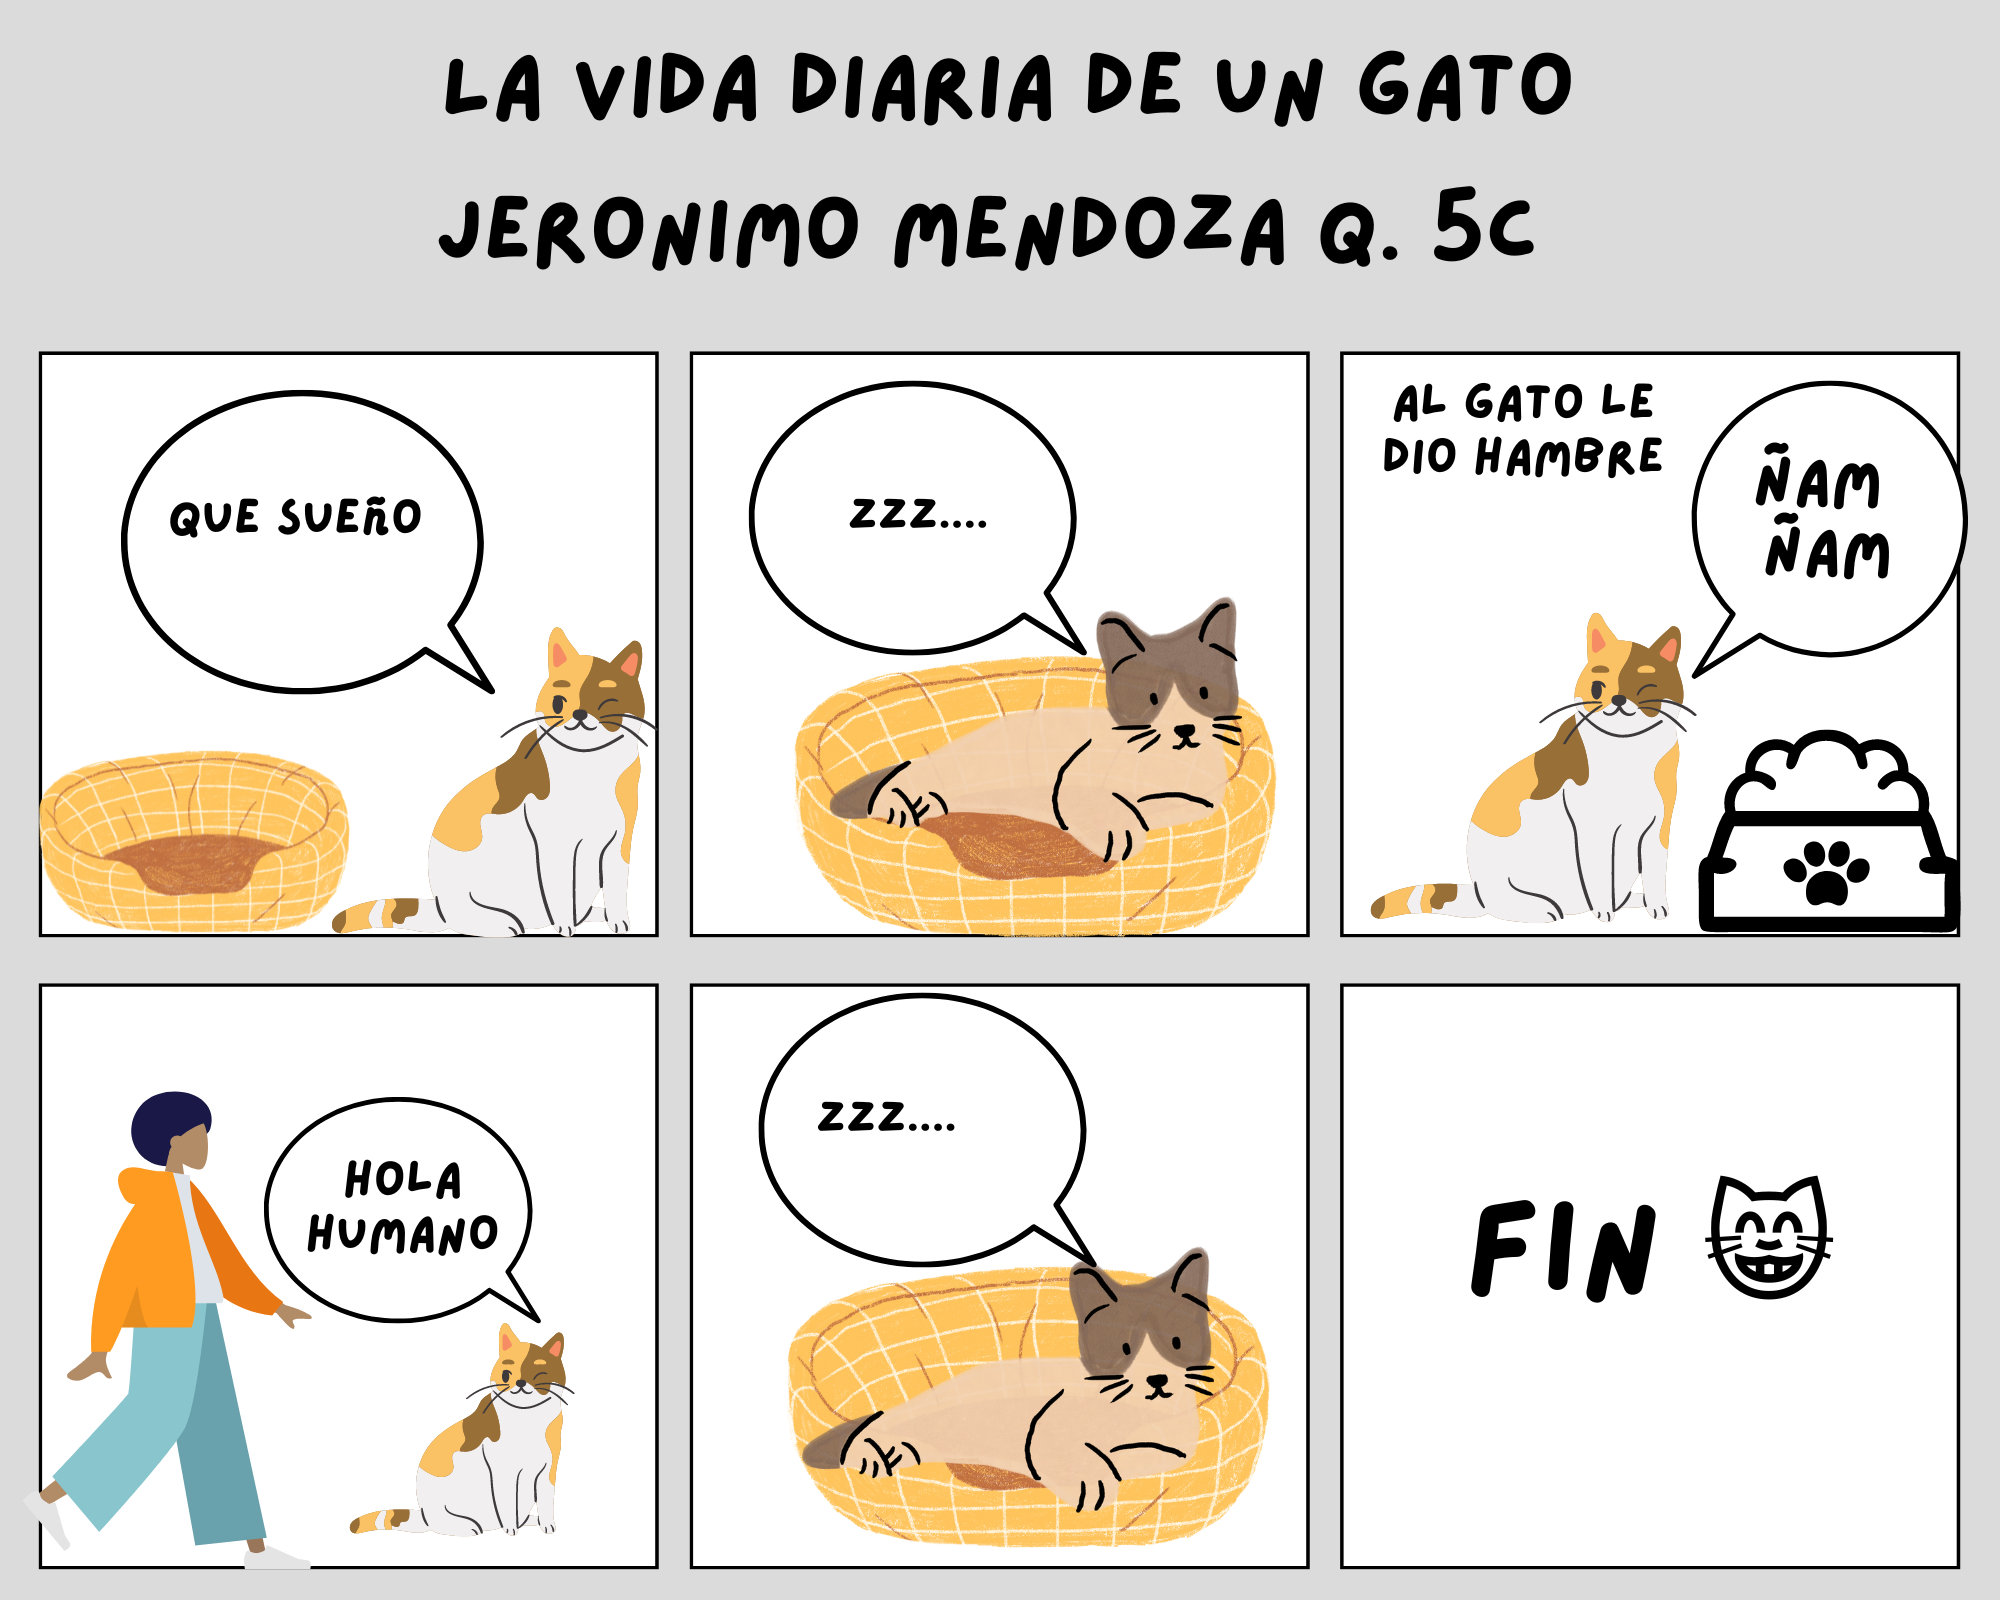 LA VIDA DIARIA DE UN GATO
JERONIMO MENDOZA Q. 5C
QUE SUEñO
ZZZ....
AL GATO LE
DIO HAMBRE
ÑAM
ÑAM
HOLA
HUMANO
ZZZ....
FIN